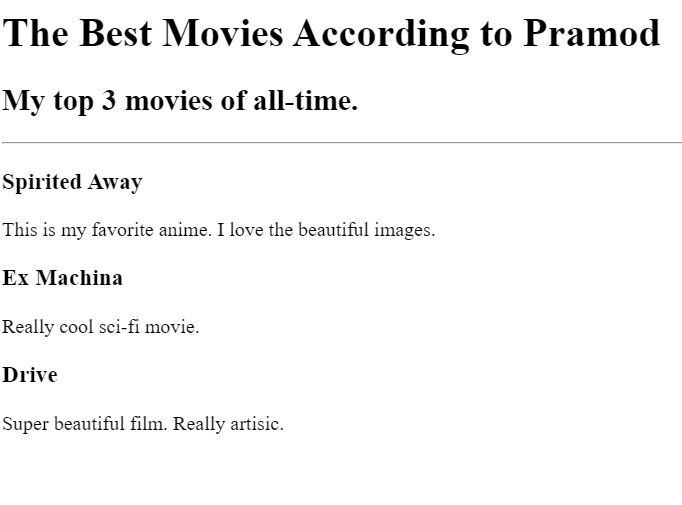 The Best Movies According to Pramod
My top 3 movies of all-time.
Spirited Away
This is my favorite anime. I love the beautiful images.
Ex Machina
Really cool sci-fi movie.
Drive
Super beautiful film. Really artisic.